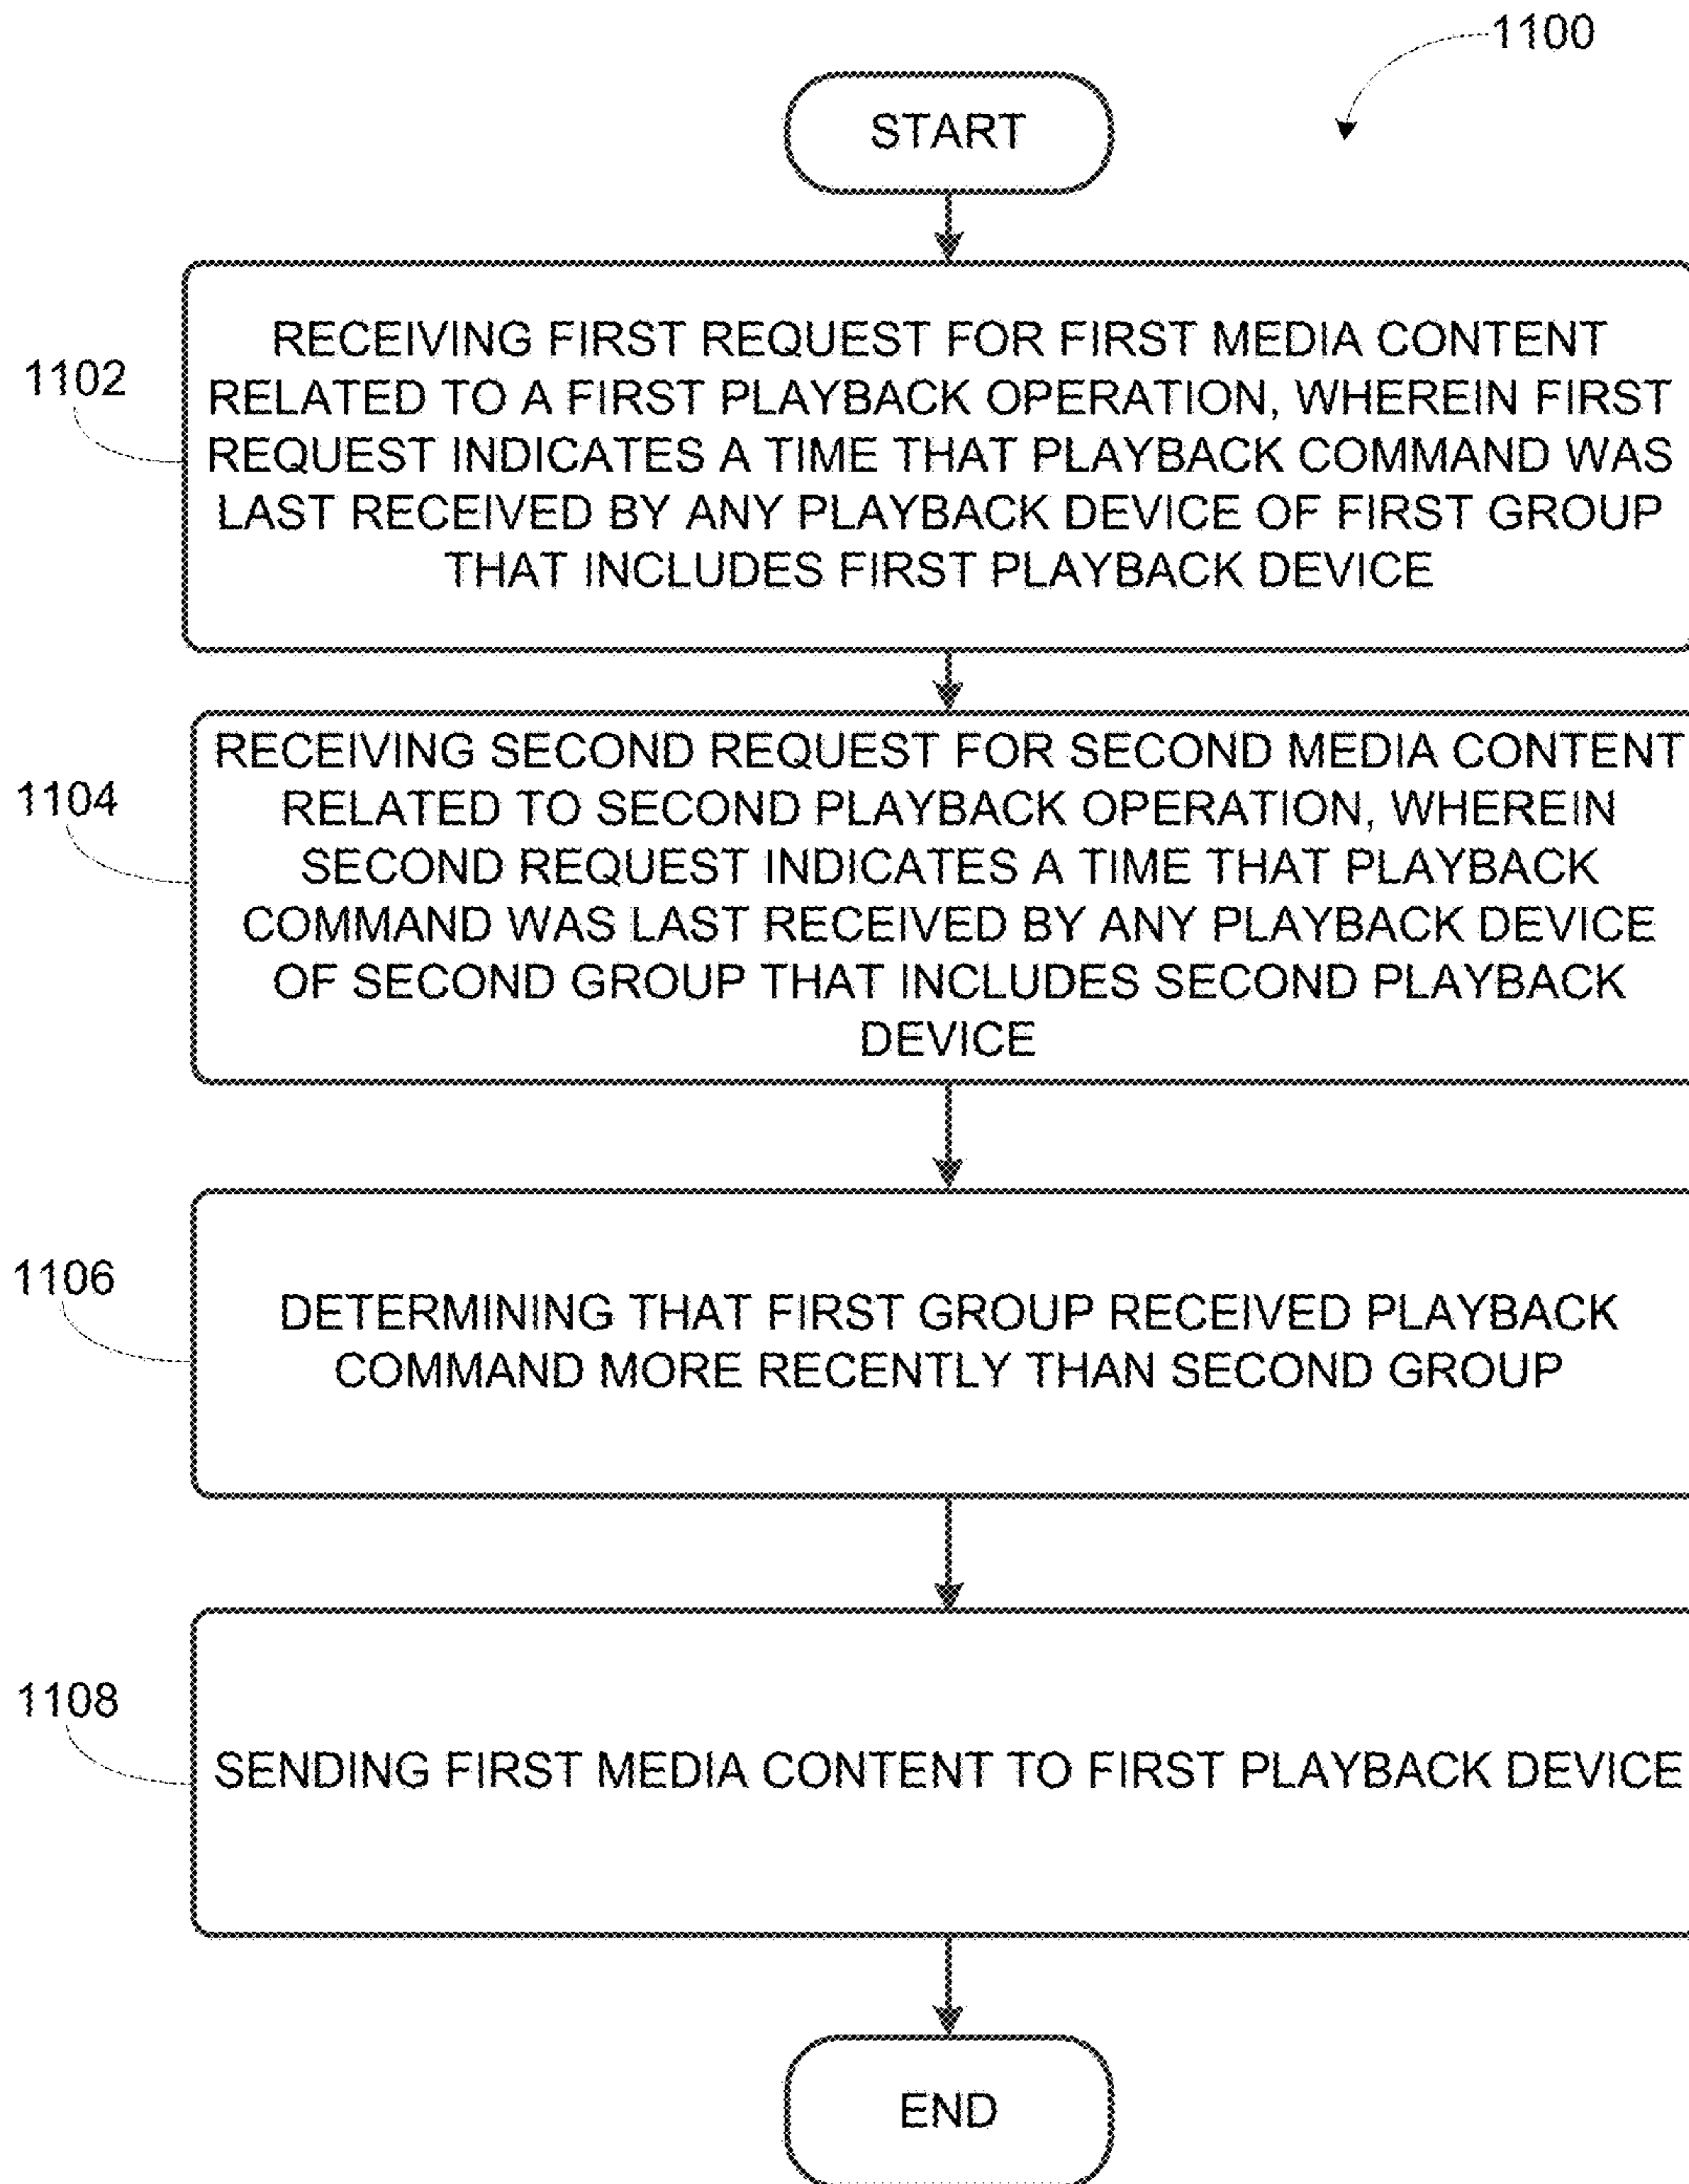 1100
START
1102
RECEIVING FIRST REQUEST FOR FIRST MEDIA CONTENT
RELATED TO A FIRST PLAYBACK OPERATION, WHEREIN FIRST
REQUEST INDICATES A TIME THAT PLAYBACK COMMAND WAS
LAST RECEIVED BY ANY PLAYBACK DEVICE OF FIRST GROUP
THAT INCLUDES FIRST PLAYBACK DEVICE
1104
RECEIVING SECOND REQUEST FOR SECOND MEDIA CONTENT
RELATED TO SECOND PLAYBACK OPERATION, WHEREIN
SECOND REQUEST INDICATES A TIME THAT PLAYBACK
COMMAND WAS LAST RECEIVED BY ANY PLAYBACK DEVICE
OF SECOND GROUP THAT INCLUDES SECOND PLAYBACK
DEVICE
1106
DETERMINING THAT FIRST GROUP RECEIVED PLAYBACK
COMMAND MORE RECENTLY THAN SECOND GROUP
1108
SENDING FIRST MEDIA CONTENT TO FIRST PLAYBACK DEVICE
END